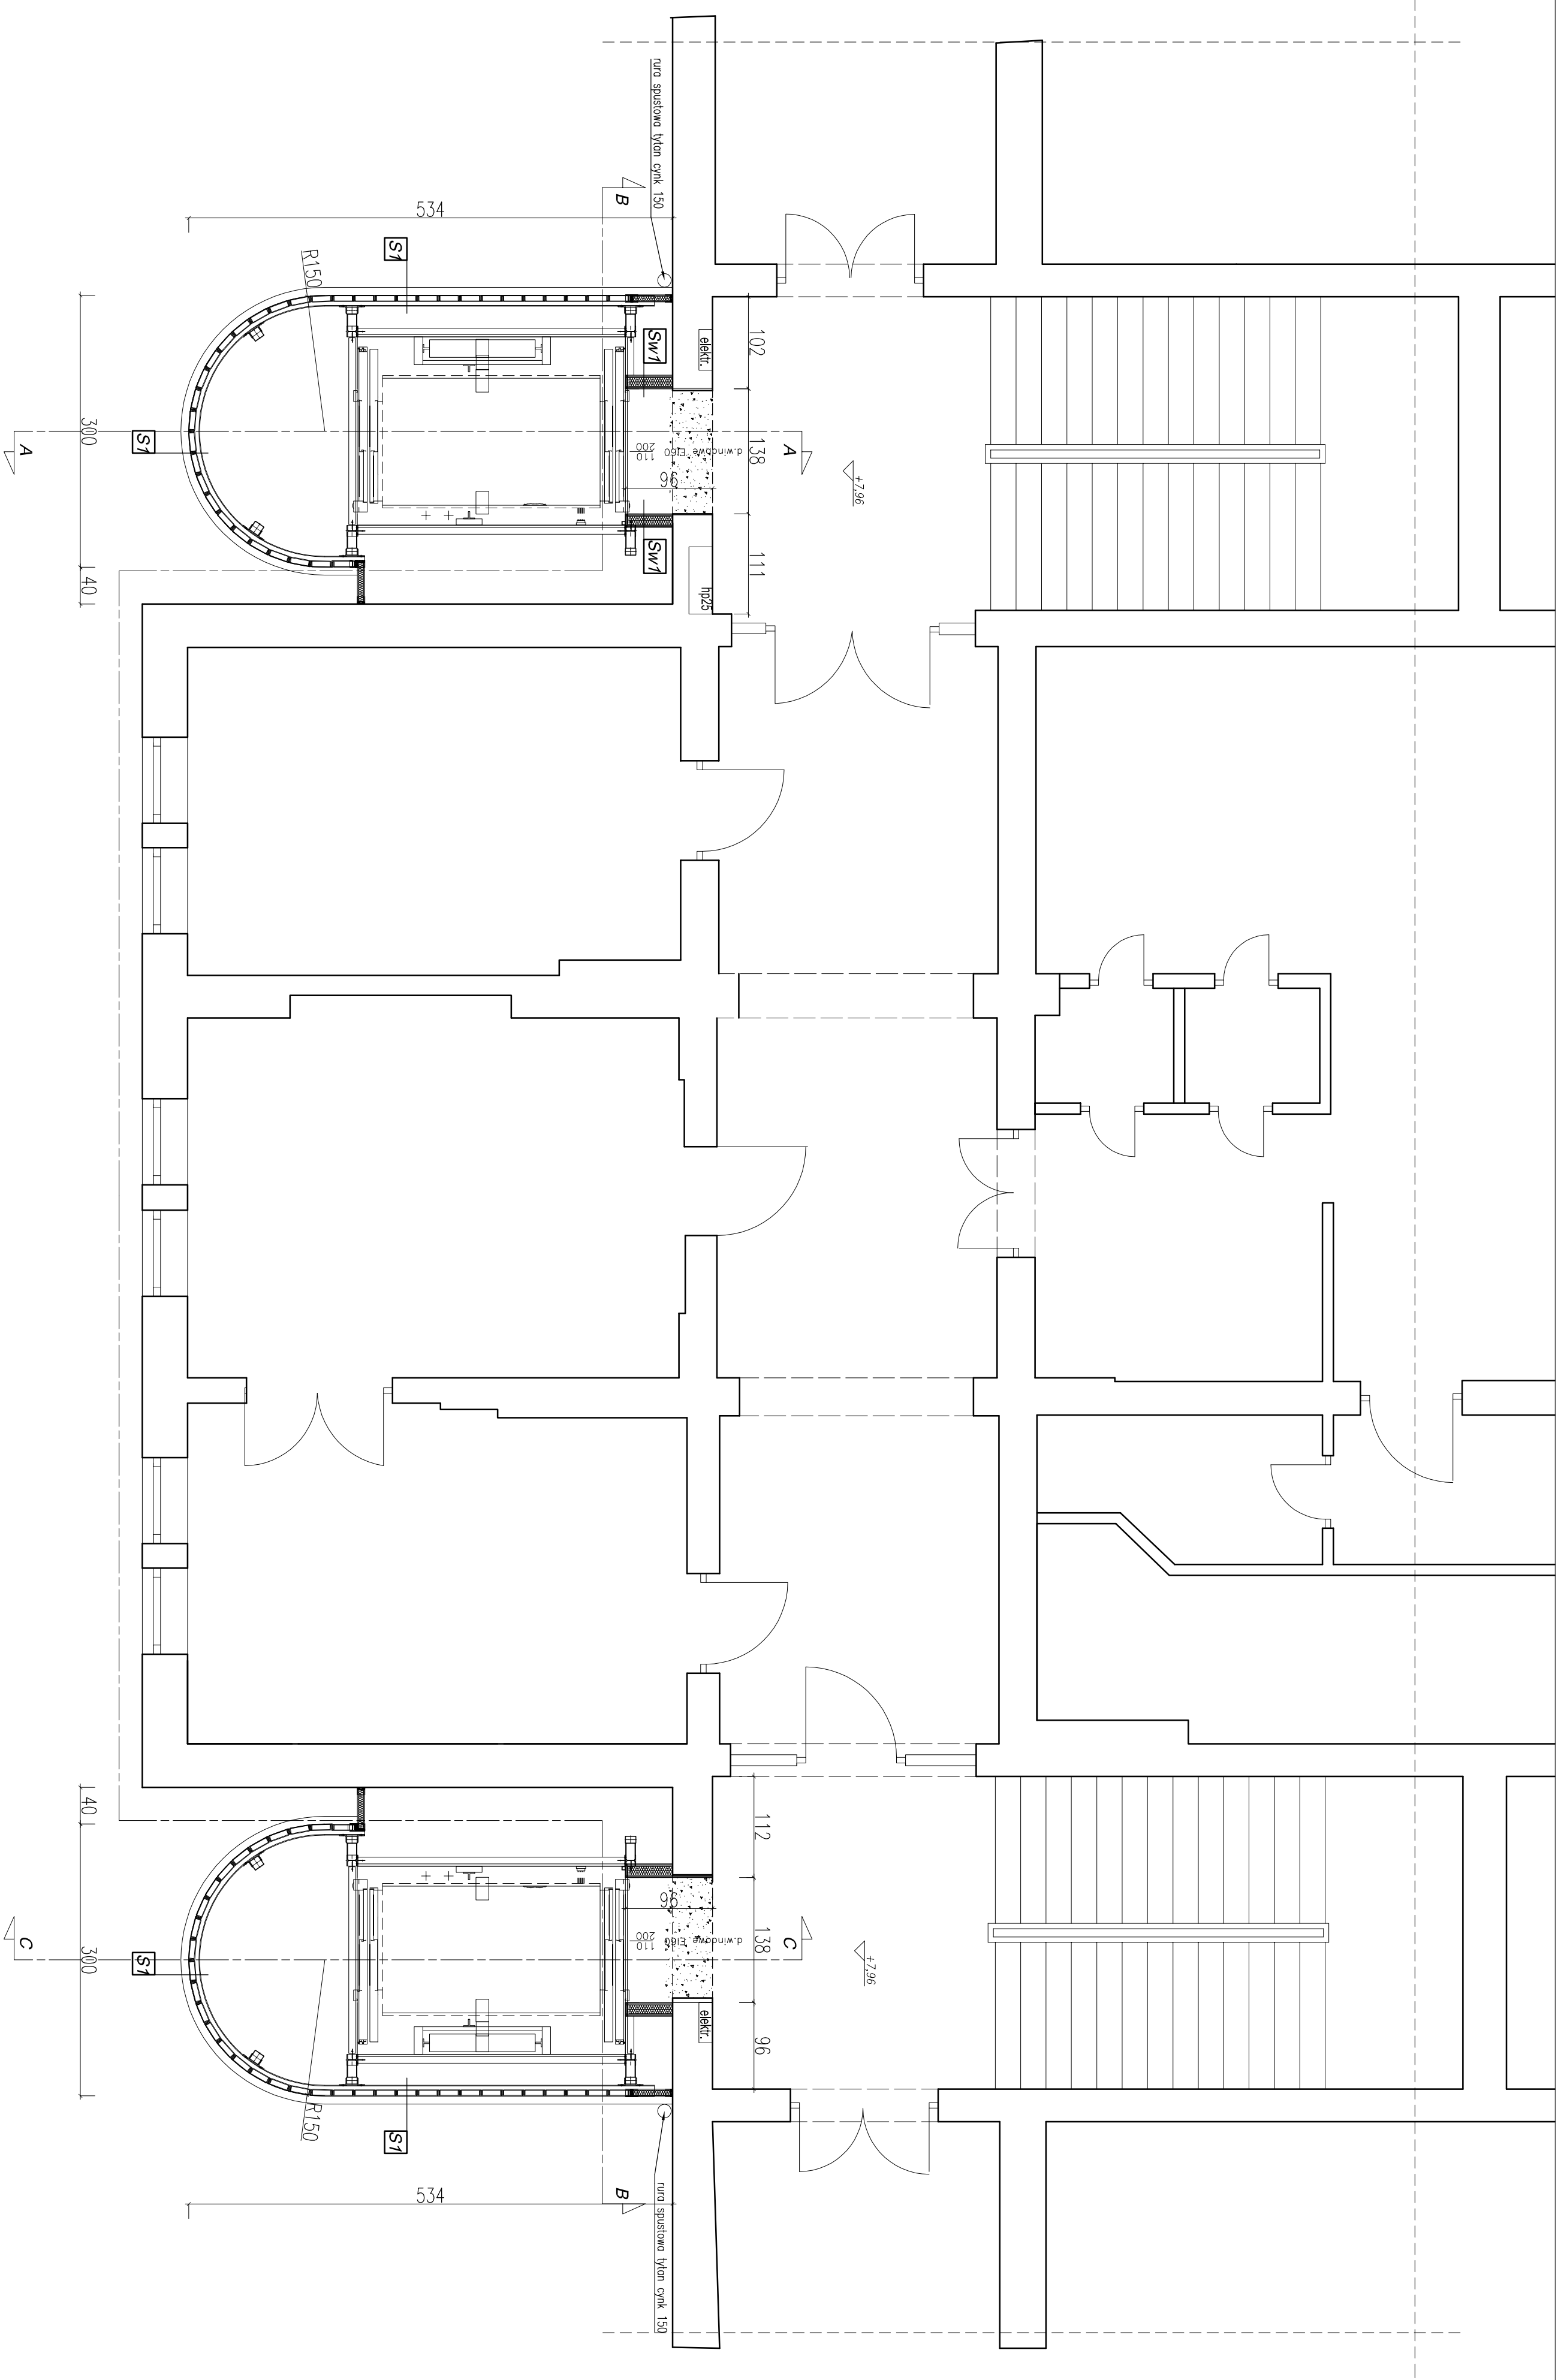 rura spustowa tytan cynk 150
B
534
S1
R150
102
elektr.
Sw1
300
S1
A
138
d.windowe EI60
110
200
96
A
+7,96
Sw1
111
hp25
40
40
112
96
138
d.windowe EI60
110
200
C
+7,96
300
S1
C
elektr.
96
R150
S1
534
B
rura spustowa tytan cynk 150